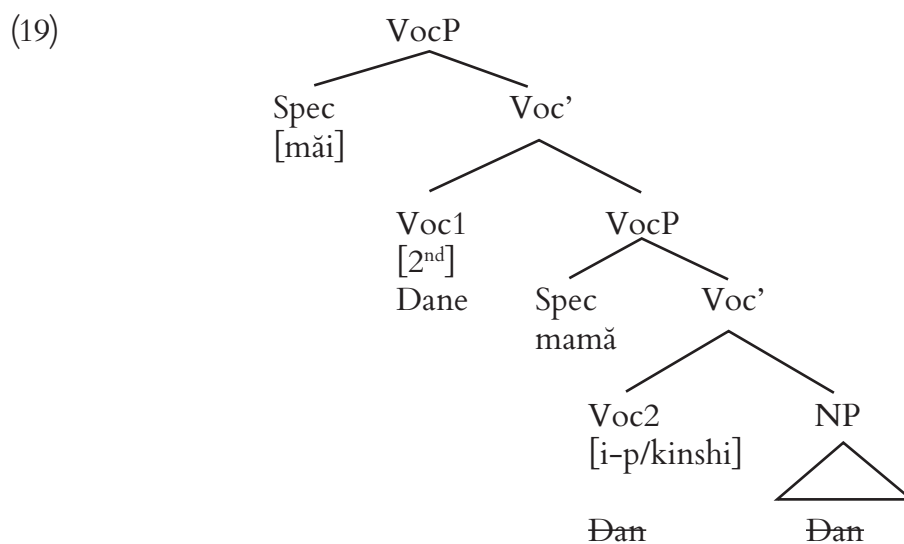 (19) VocP
Spec Voc’
[măi]
Voc1 VocP
[2nd]
Dane Spec Voc’
mamă
Voc2 NP
[i-p/kinshi]
Dan Dan